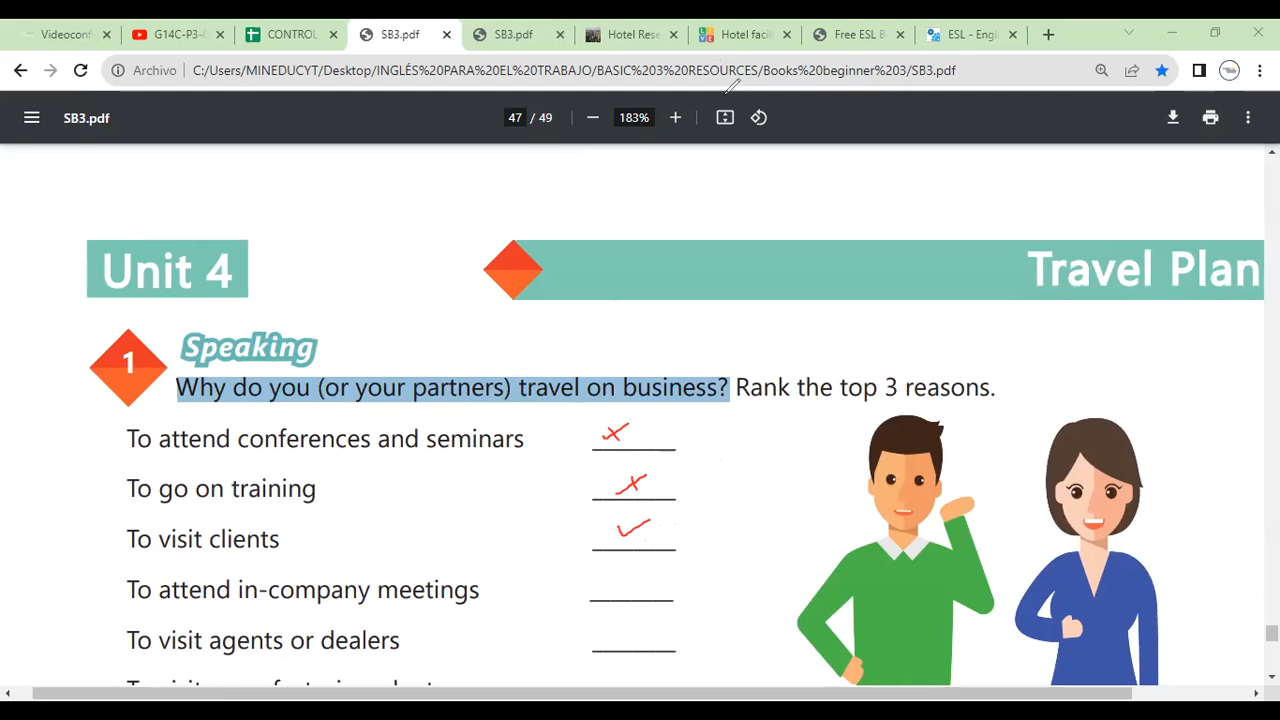 Videoconf
G14C-P3-
CONTROL
SB3.pdf
SB3.pdf
Hotel Rese
Hotel facili
Free ESL B
ESL - Engl
Archivo
C:/Users/MINEDUCYT/Desktop/INGLÉS%20PARA%20EL%20TRABAJO/BASIC%203%20RESOURCES/Books%20beginner%203/SB3.pdf
SB3.pdf
47 / 49
183%
Unit 4
Travel Plan
1
Speaking
Why do you (or your partners) travel on business? Rank the top 3 reasons.
To attend conferences and seminars
To go on training
To visit clients
To attend in-company meetings
To visit agents or dealers